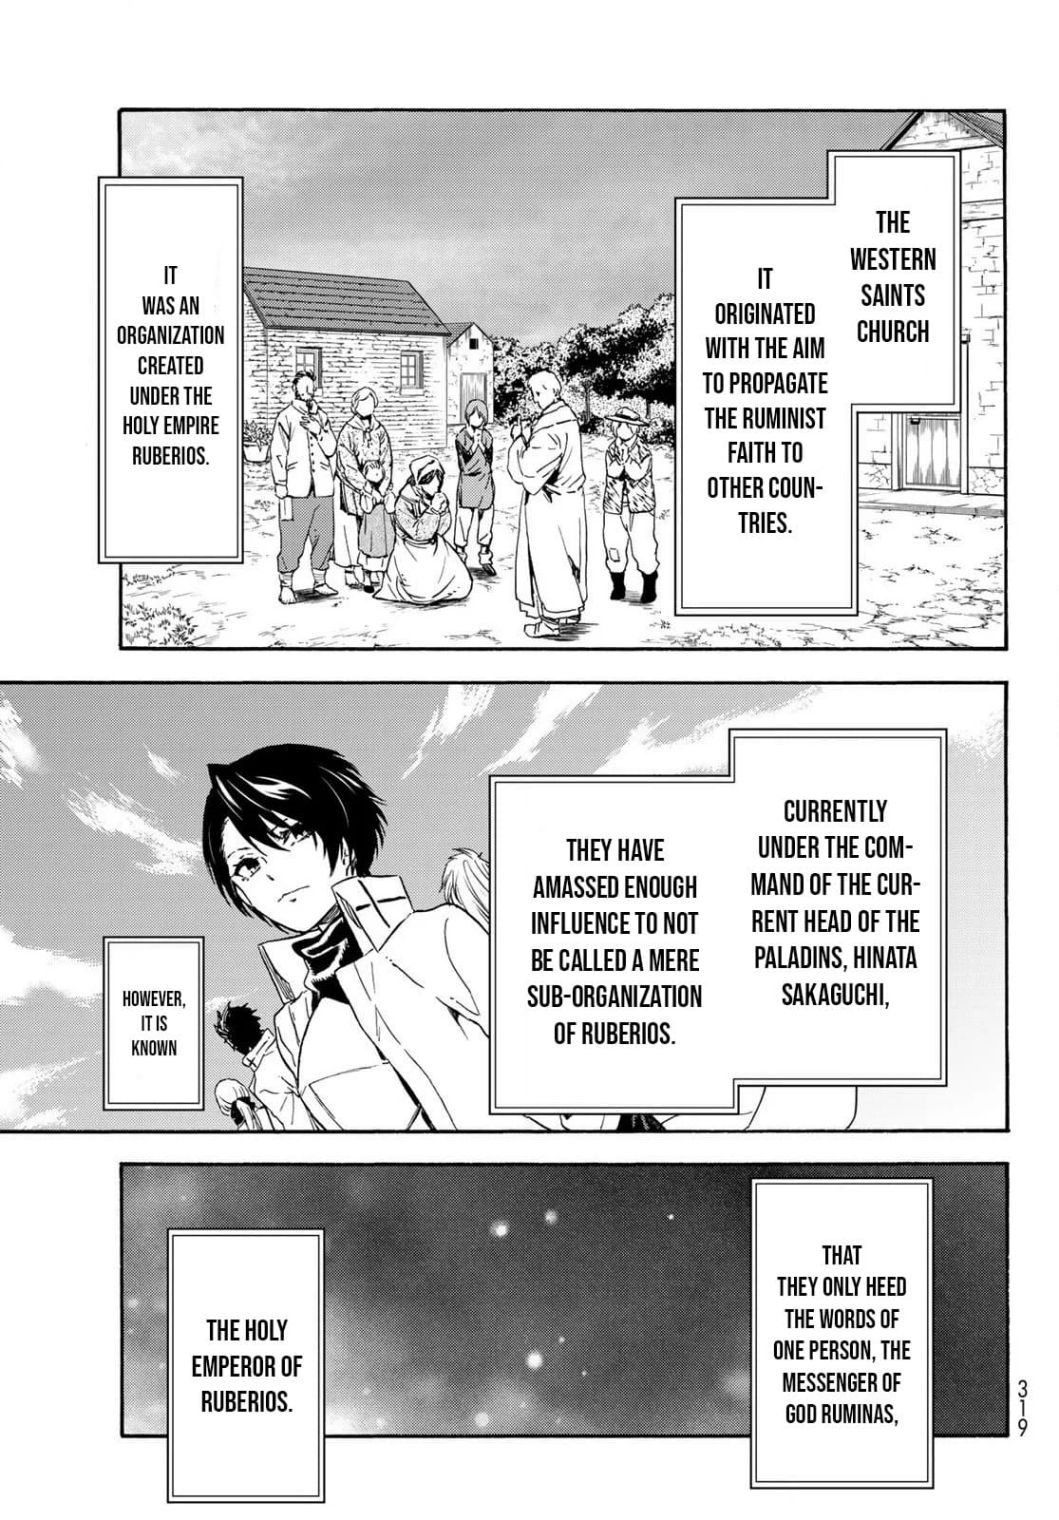 THE
WESTERN
SAINTS
CHURCH
IT
ORIGINATED
WITH THE AIM
TO PROPAGATE
THE RUMINIST
FAITH TO
OTHER COUN-
TRIES.
IT
WAS AN
ORGANIZATION
CREATED
UNDER THE
HOLY EMPIRE
RUBERIOS.
CURRENTLY
UNDER THE COM-
MAND OF THE CUR-
RENT HEAD OF THE
PALADINS, HINATA
SAKAGUCHI,
THEY HAVE
AMASSED ENOUGH
INFLUENCE TO NOT
BE CALLED A MERE
SUB-ORGANIZATION
OF RUBERIOS.
HOWEVER,
IT IS
KNOWN
THAT
THEY ONLY HEED
THE WORDS OF
ONE PERSON, THE
MESSENGER OF
GOD RUMINAS,
THE HOLY
EMPEROR OF
RUBERIOS.
319